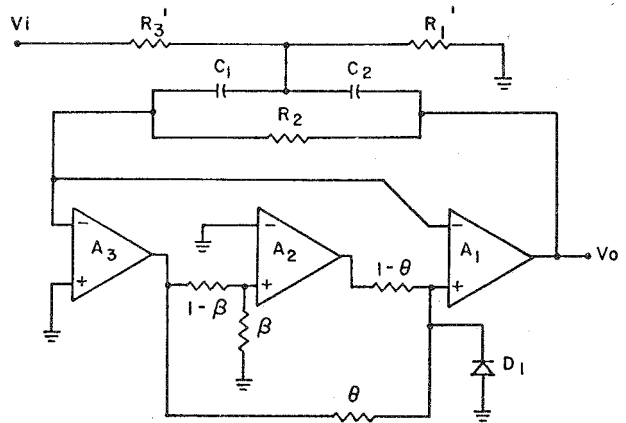 Vi
R3'
R1'
C1
C2
R2
−
A3
+
−
A2
+
−
A1
+
Vo
1-θ
1-β
β
D1
θ